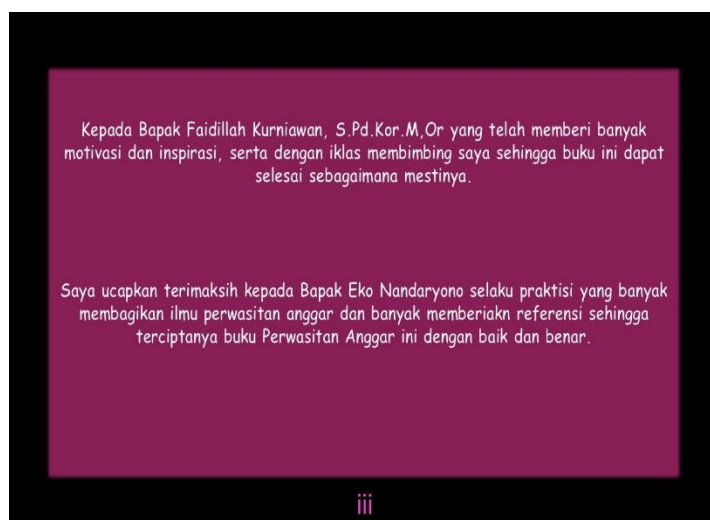 Kepada Bapak Faidillah Kurniawan, S.Pd.Kor.M,Or yang telah memberi banyak
motivasi dan inspirasi, serta dengan iklas membimbing saya sehingga buku ini dapat
selesai sebagaimana mestinya.
Saya ucapkan terimaksih kepada Bapak Eko Nandaryono selaku praktisi yang banyak
membagikan ilmu perwasitan anggar dan banyak memberiakn referensi sehingga
terciptanya buku Perwasitan Anggar ini dengan baik dan benar.
iii